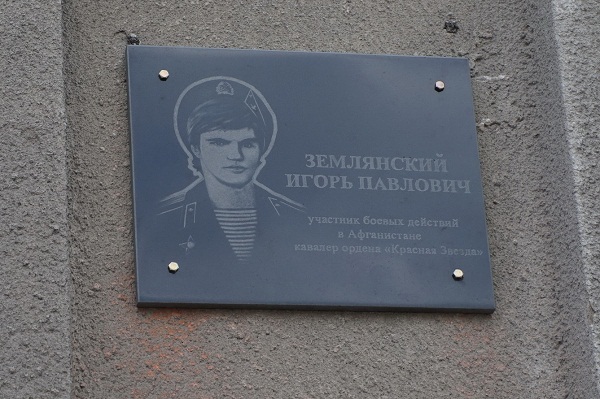 ЗЕМЛЯНСКИЙ
ИГОРЬ ПАВЛОВИЧ
участник боевых действий
в Афганистане
кавалер ордена «Красная Звезда»